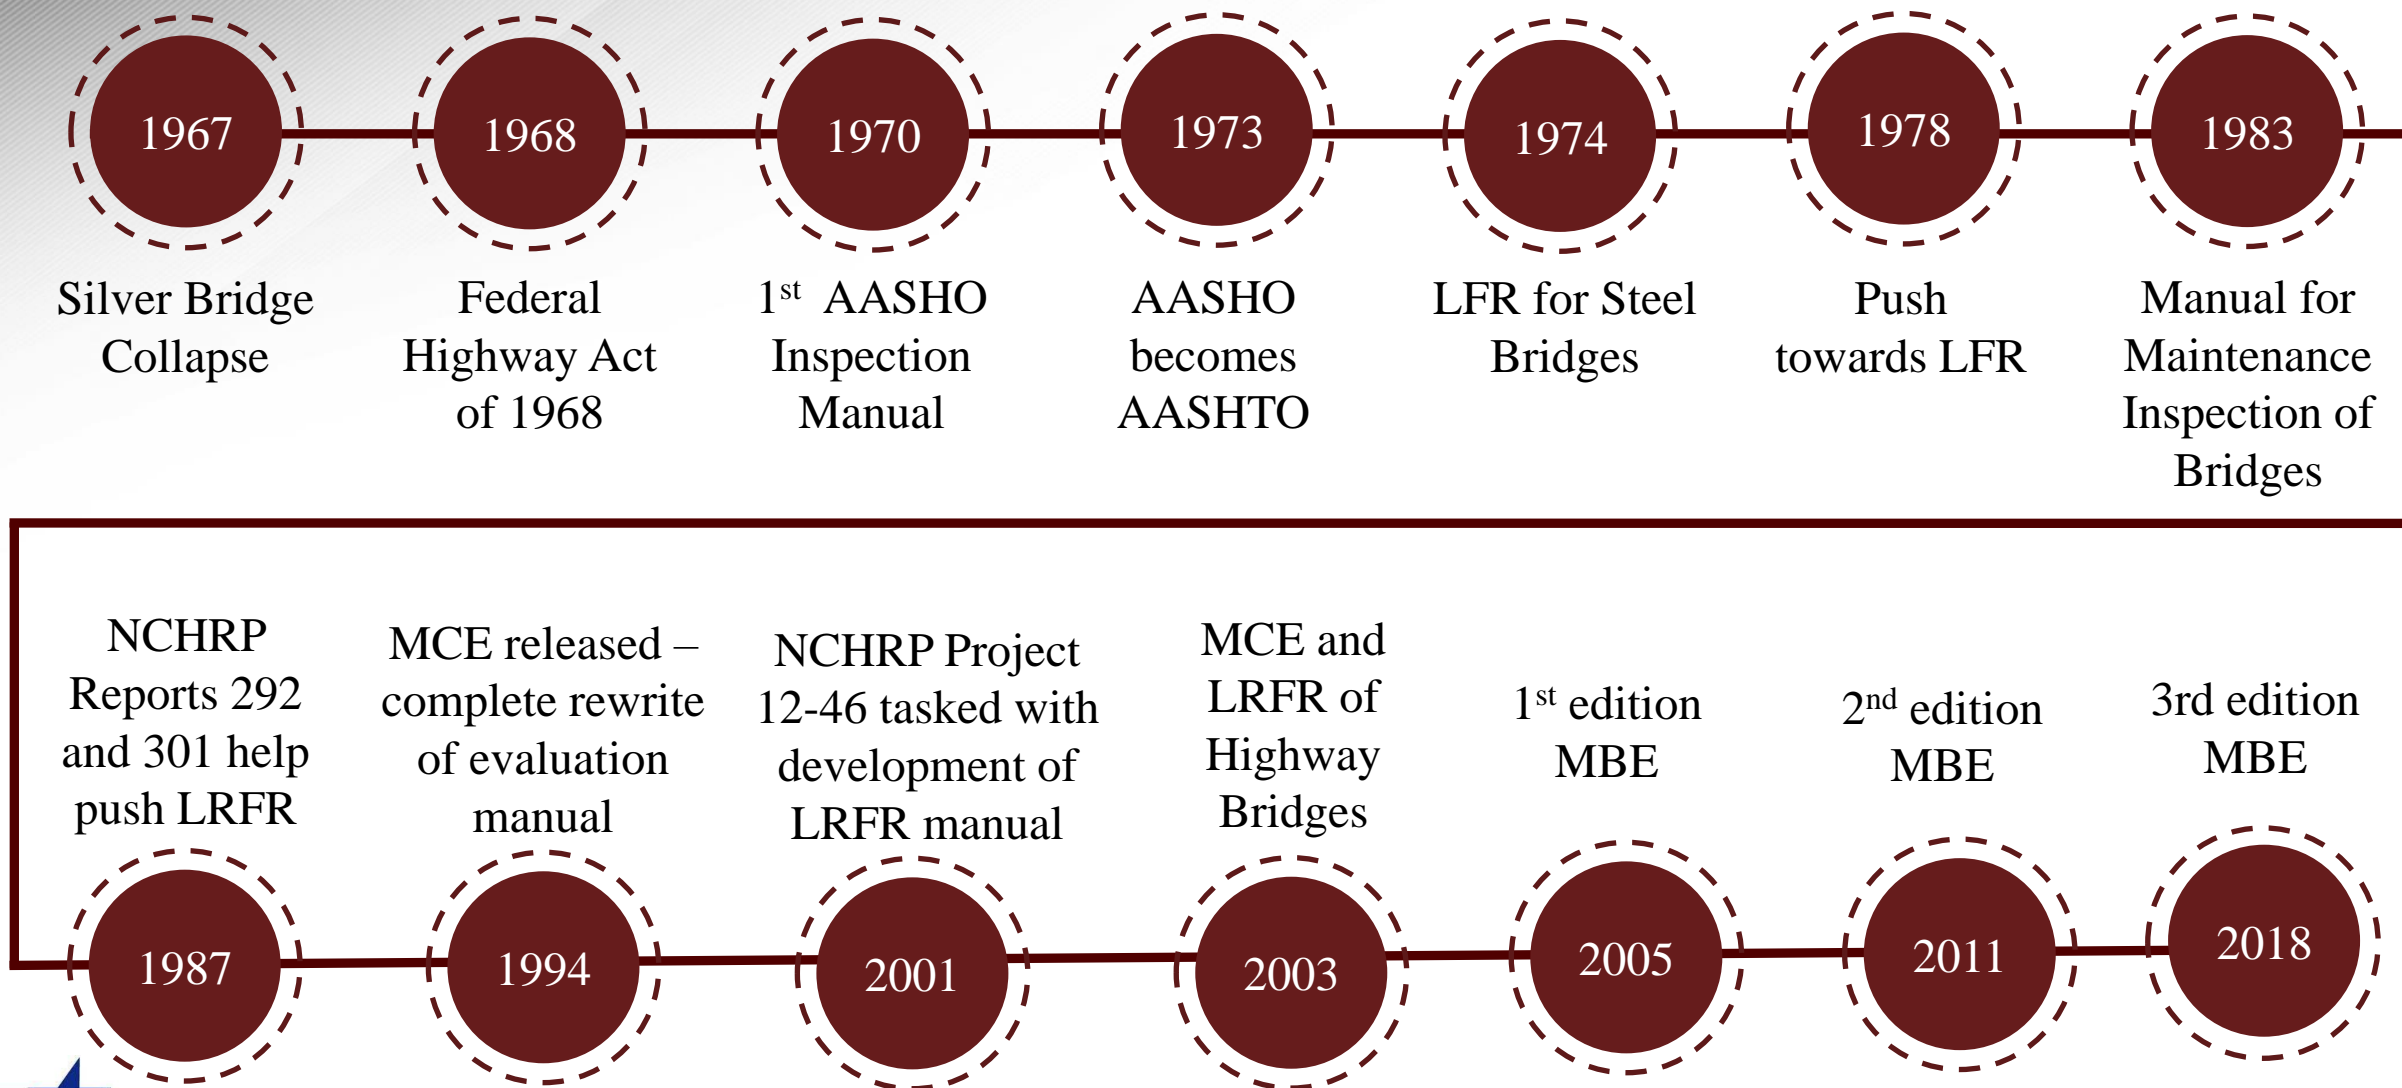 1967
Silver Bridge
Collapse
1968
Federal
Highway Act
of 1968
1970
1st AASHO
Inspection
Manual
1973
AASHO
becomes
AASHTO
1974
LFR for Steel
Bridges
1978
Push
towards LFR
1983
Manual for
Maintenance
Inspection of
Bridges
NCHRP
Reports 292
and 301 help
push LRFR
1987
MCE released –
complete rewrite
of evaluation
manual
1994
NCHRP Project
12-46 tasked with
development of
LRFR manual
2001
MCE and
LRFR of
Highway
Bridges
2003
1st edition
MBE
2005
2nd edition
MBE
2011
3rd edition
MBE
2018